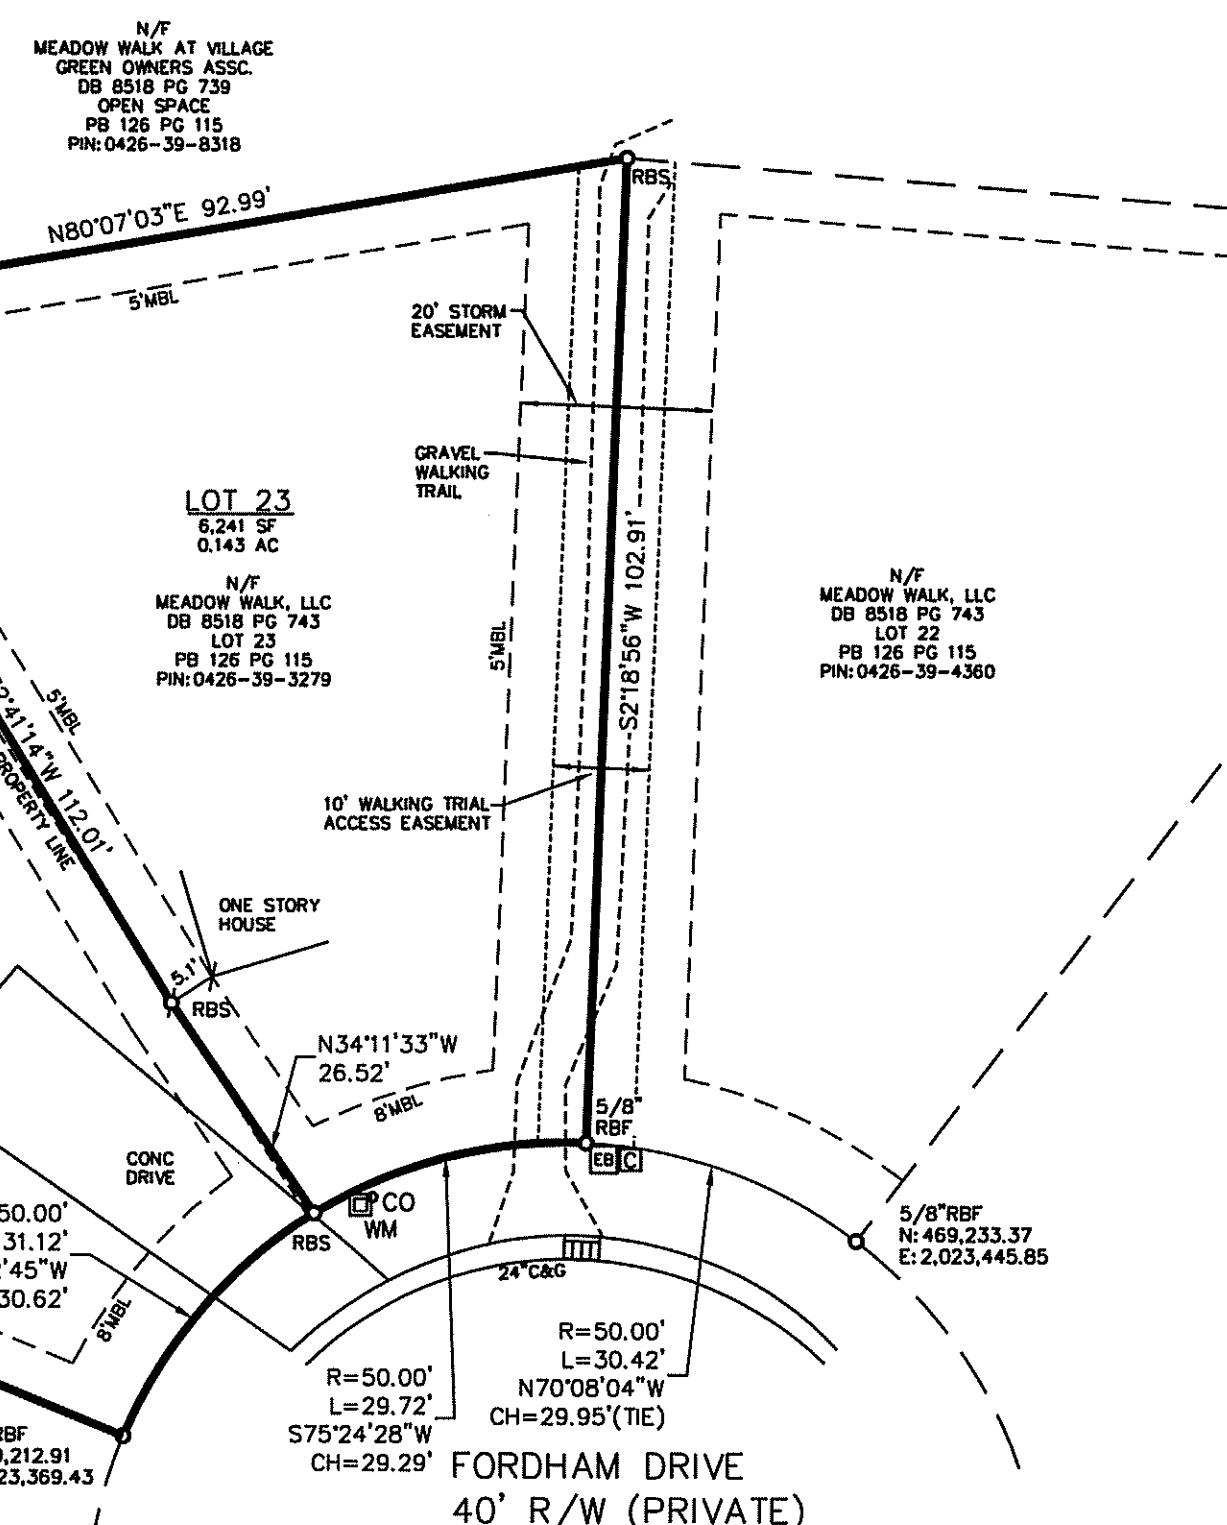 N/F
MEADOW WALK AT VILLAGE
GREEN OWNERS ASSC.
DB 8518 PG 739
OPEN SPACE
PB 126 PG 115
PIN:0426-39-8318
RBS
N80°07'03"E 92.99'
5'MBL
20' STORM
EASEMENT
GRAVEL
WALKING
TRAIL
LOT 23
6,241 SF
0.143 AC
N/F
MEADOW WALK, LLC
DB 8518 PG 743
LOT 23
PB 126 PG 115
PIN:0426-39-3279
S2°18'56"W 102.91'
5'MBL
N/F
MEADOW WALK, LLC
DB 8518 PG 743
LOT 22
PB 126 PG 115
PIN:0426-39-4360
5'MBL
2°41'14"W 112.01'
PROPERTY LINE
10' WALKING TRIAL
ACCESS EASEMENT
ONE STORY
HOUSE
5.1'
RBS
N34°11'33"W
26.52'
8'MBL
5/8"
RBF
EB C
CONC
DRIVE
CO
WM
RBS
5/8"RBF
N:469,233.37
E:2,023,445.85
50.00'
31.12'
'45"W
30.62'
8'MBL
24"C&G
R=50.00'
L=30.42'
N70°08'04"W
CH=29.95'(TIE)
R=50.00'
L=29.72'
S75°24'28"W
CH=29.29'
RBF
,212.91
23,369.43
FORDHAM DRIVE
40' R/W (PRIVATE)